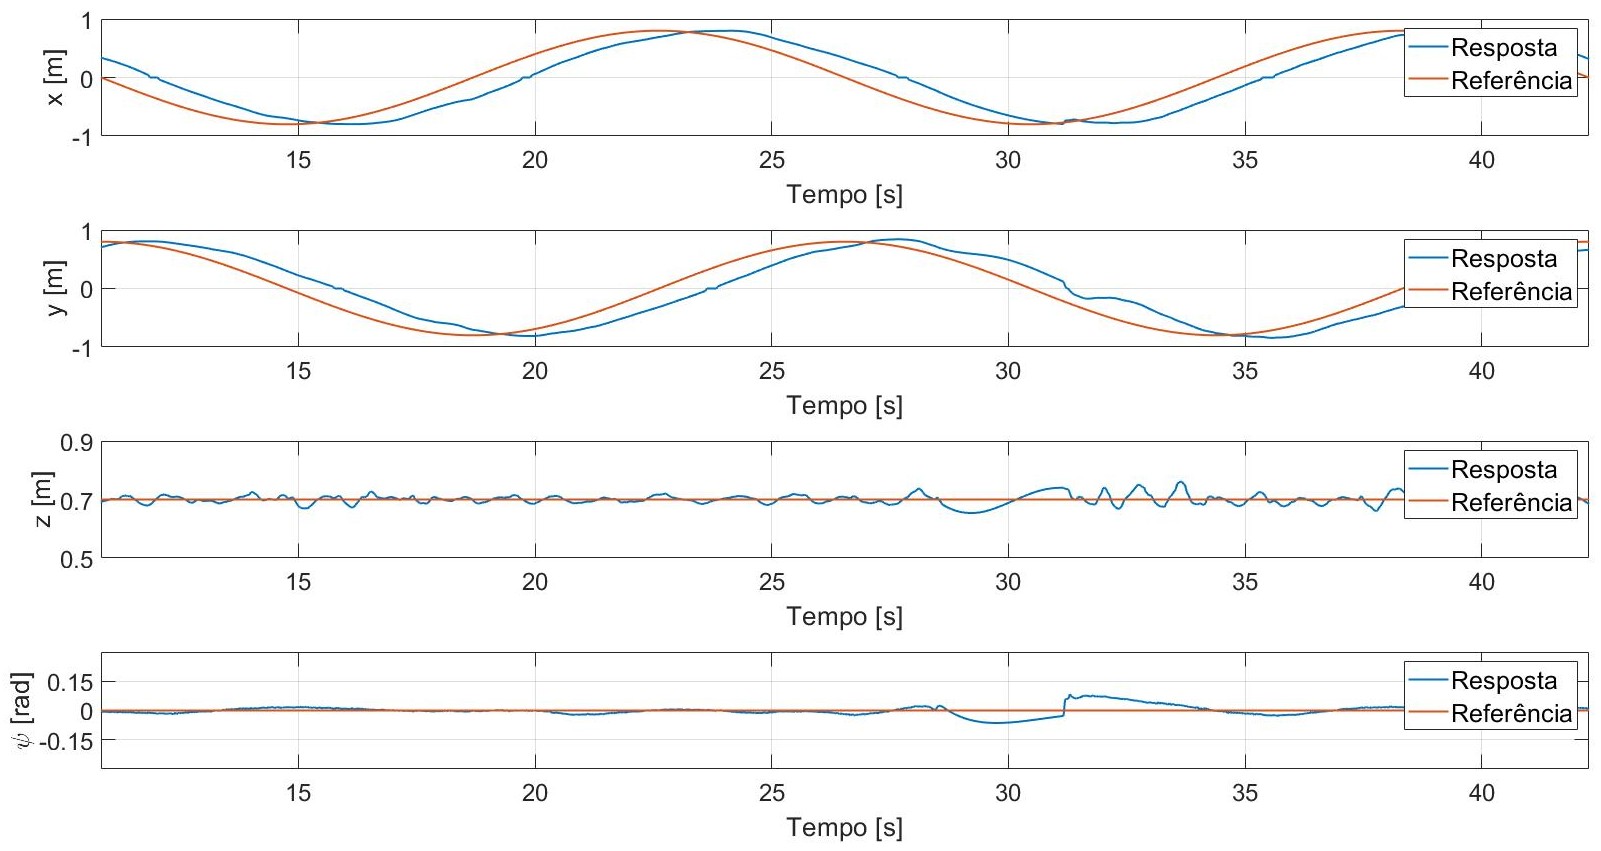 x [m]
1
0
-1
15 20 25 30 35 40
Tempo [s]
Resposta
Referência
y [m]
1
0
-1
15 20 25 30 35 40
Tempo [s]
Resposta
Referência
z [m]
0.9
0.7
0.5
15 20 25 30 35 40
Tempo [s]
Resposta
Referência
ψ [rad]
0.15
0
-0.15
15 20 25 30 35 40
Tempo [s]
Resposta
Referência